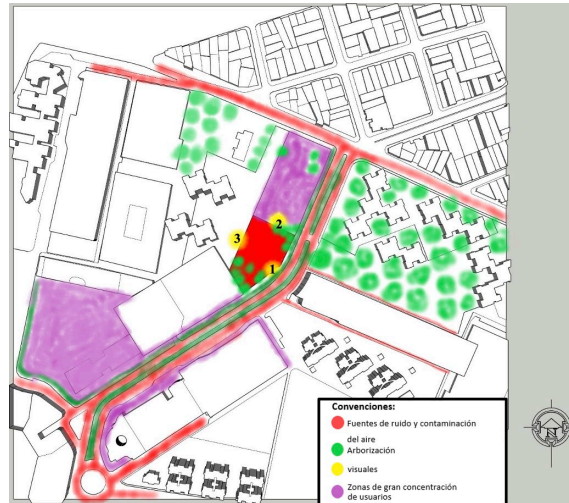 2
3
1
Convenciones:
Fuentes de ruido y contaminación
del aire
Arborización
visuales
Zonas de gran concentración
de usuarios